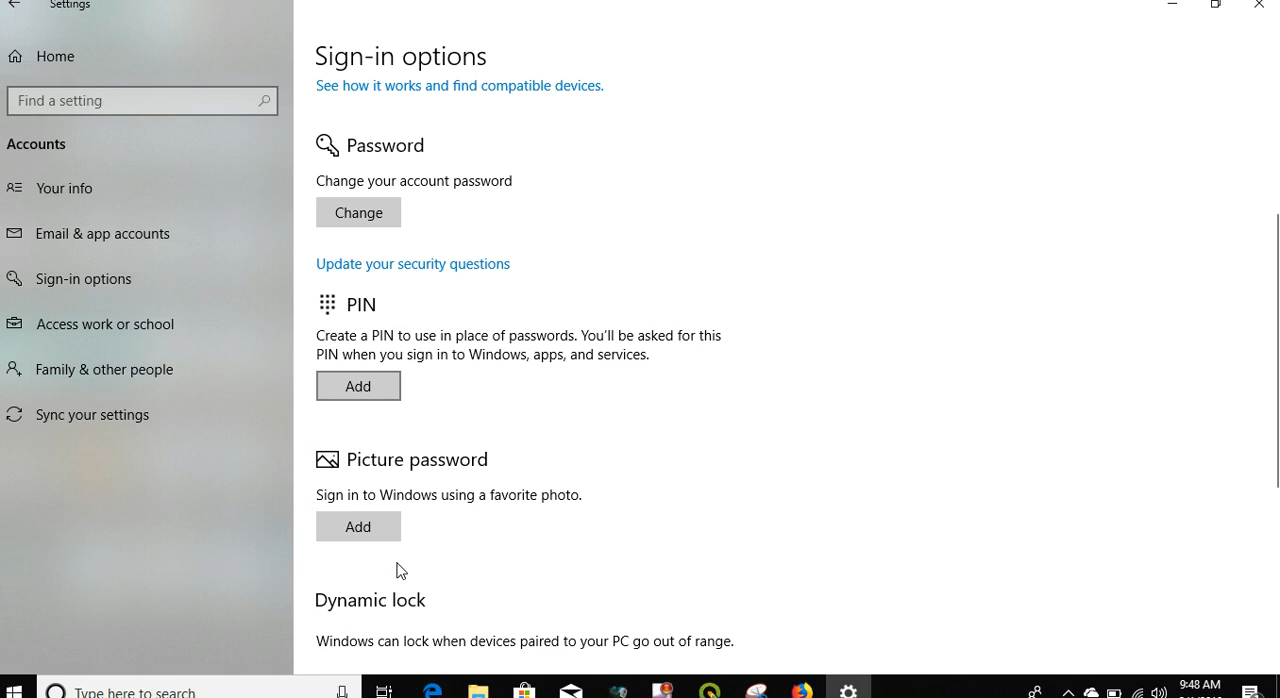 Settings
Home
Find a setting
Accounts
Your info
Email & app accounts
Sign-in options
Access work or school
Family & other people
Sync your settings
Sign-in options
See how it works and find compatible devices.
Password
Change your account password
Change
Update your security questions
PIN
Create a PIN to use in place of passwords. You'll be asked for this
PIN when you sign in to Windows, apps, and services.
Add
Picture password
Sign in to Windows using a favorite photo.
Add
Dynamic lock
Windows can lock when devices paired to your PC go out of range.
Type here to search
9:48 AM